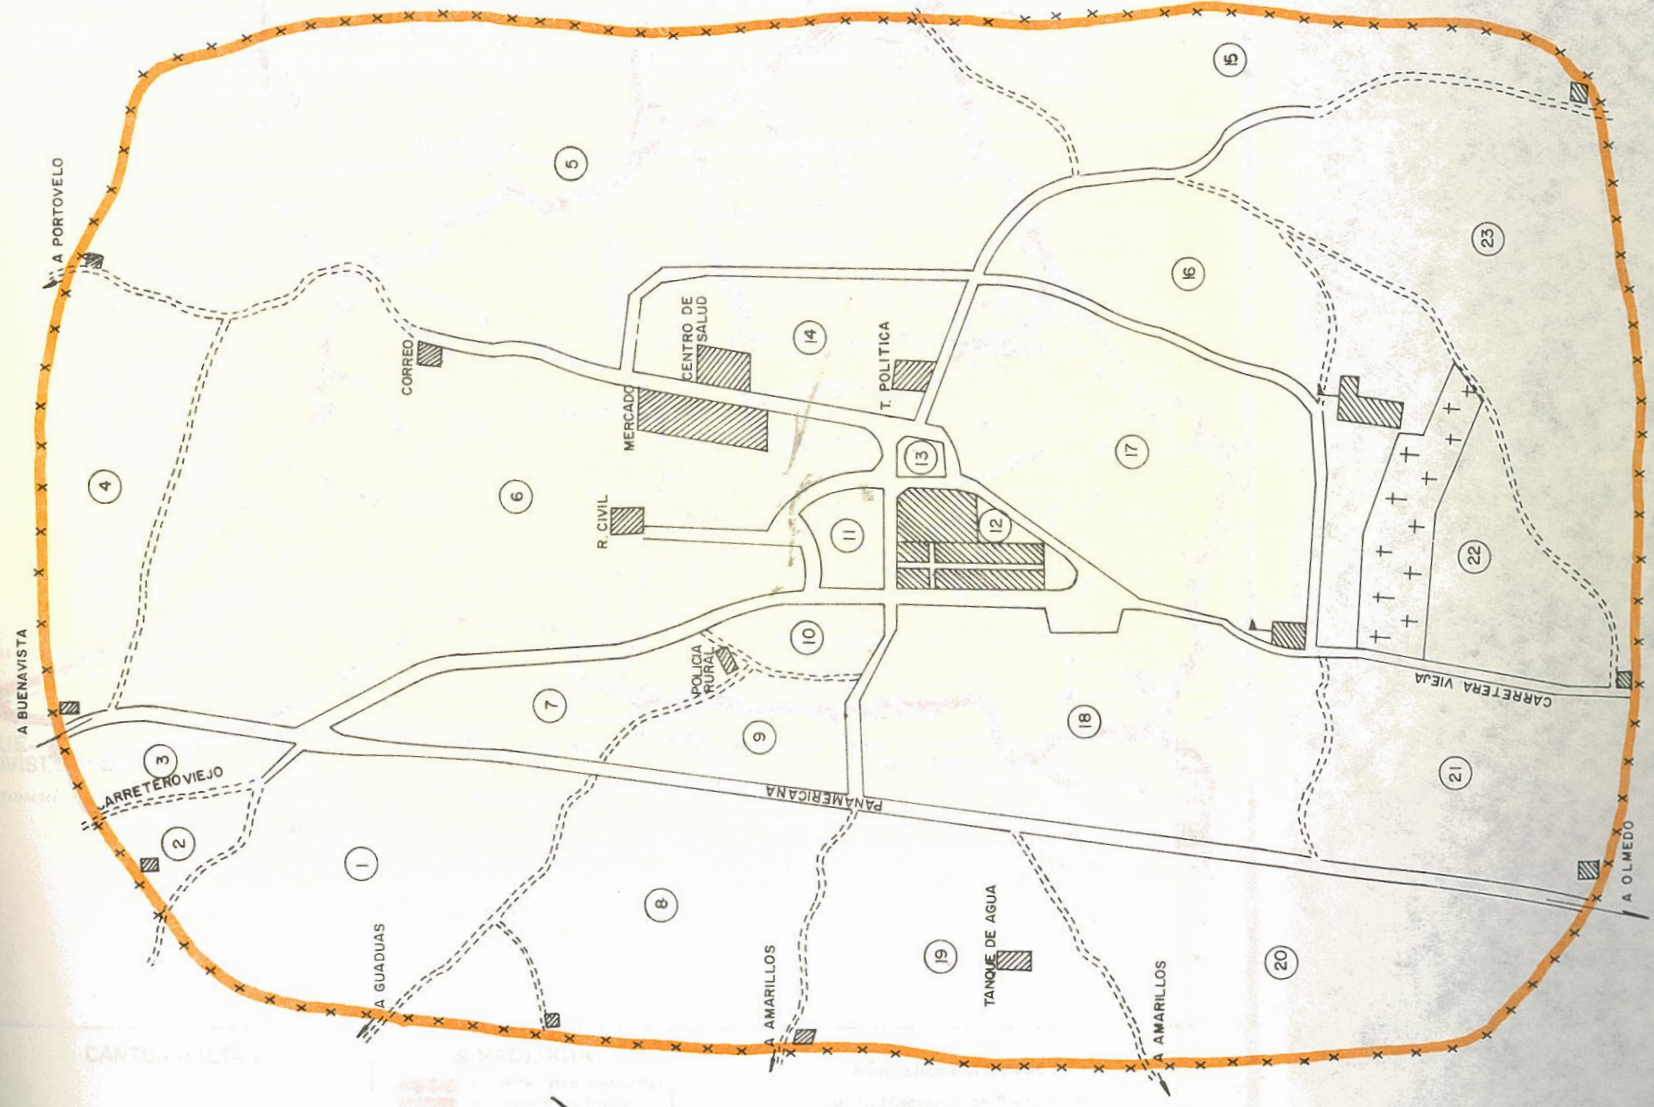 A PORTOVELO
A BUENAVISTA
CARRETERO VIEJO
A GUADUAS
A AMARILLOS
A AMARILLOS
A OLMEDO
CARRETERA VIEJA
PANAMERICANA
CORREO
CENTRO DE
SALUD
MERCADO
T. POLITICA
R. CIVIL
POLICIA
RURAL
TANQUE DE AGUA
1
2
3
4
5
6
7
8
9
10
11
12
13
14
15
16
17
18
19
20
21
22
23